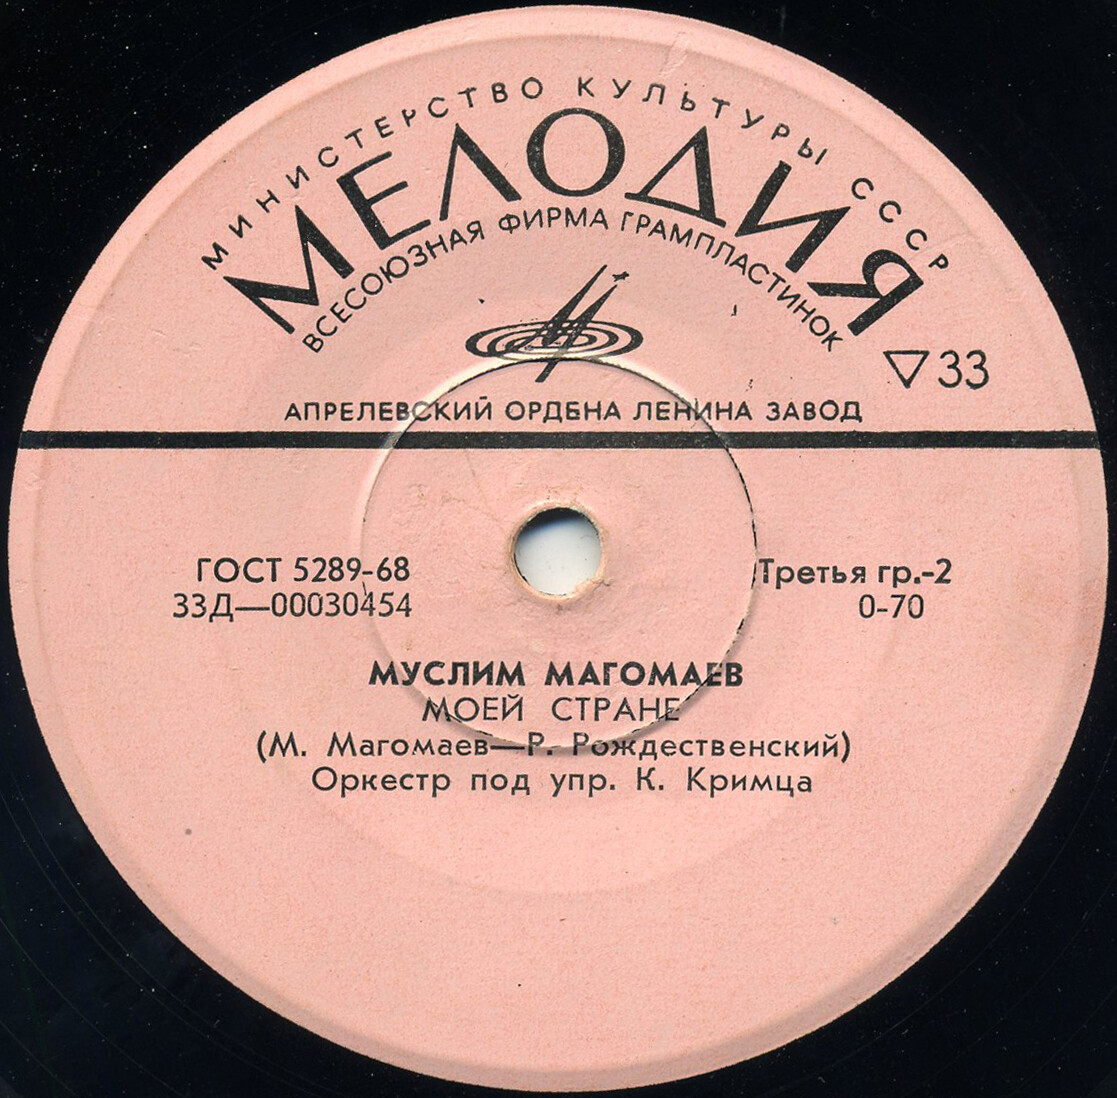 МИНИСТЕРСТВО КУЛЬТУРЫ СССР
МЕЛОДИЯ
ВСЕСОЮЗНАЯ ФИРМА ГРАМПЛАСТИНОК
▽33
АПРЕЛЕВСКИЙ ОРДЕНА ЛЕНИНА ЗАВОД
ГОСТ 5289-68
33Д—00030454
Третья гр.-2
0-70
МУСЛИМ МАГОМАЕВ
МОЕЙ СТРАНЕ
(М. Магомаев—Р. Рождественский)
Оркестр под упр. К. Кримца